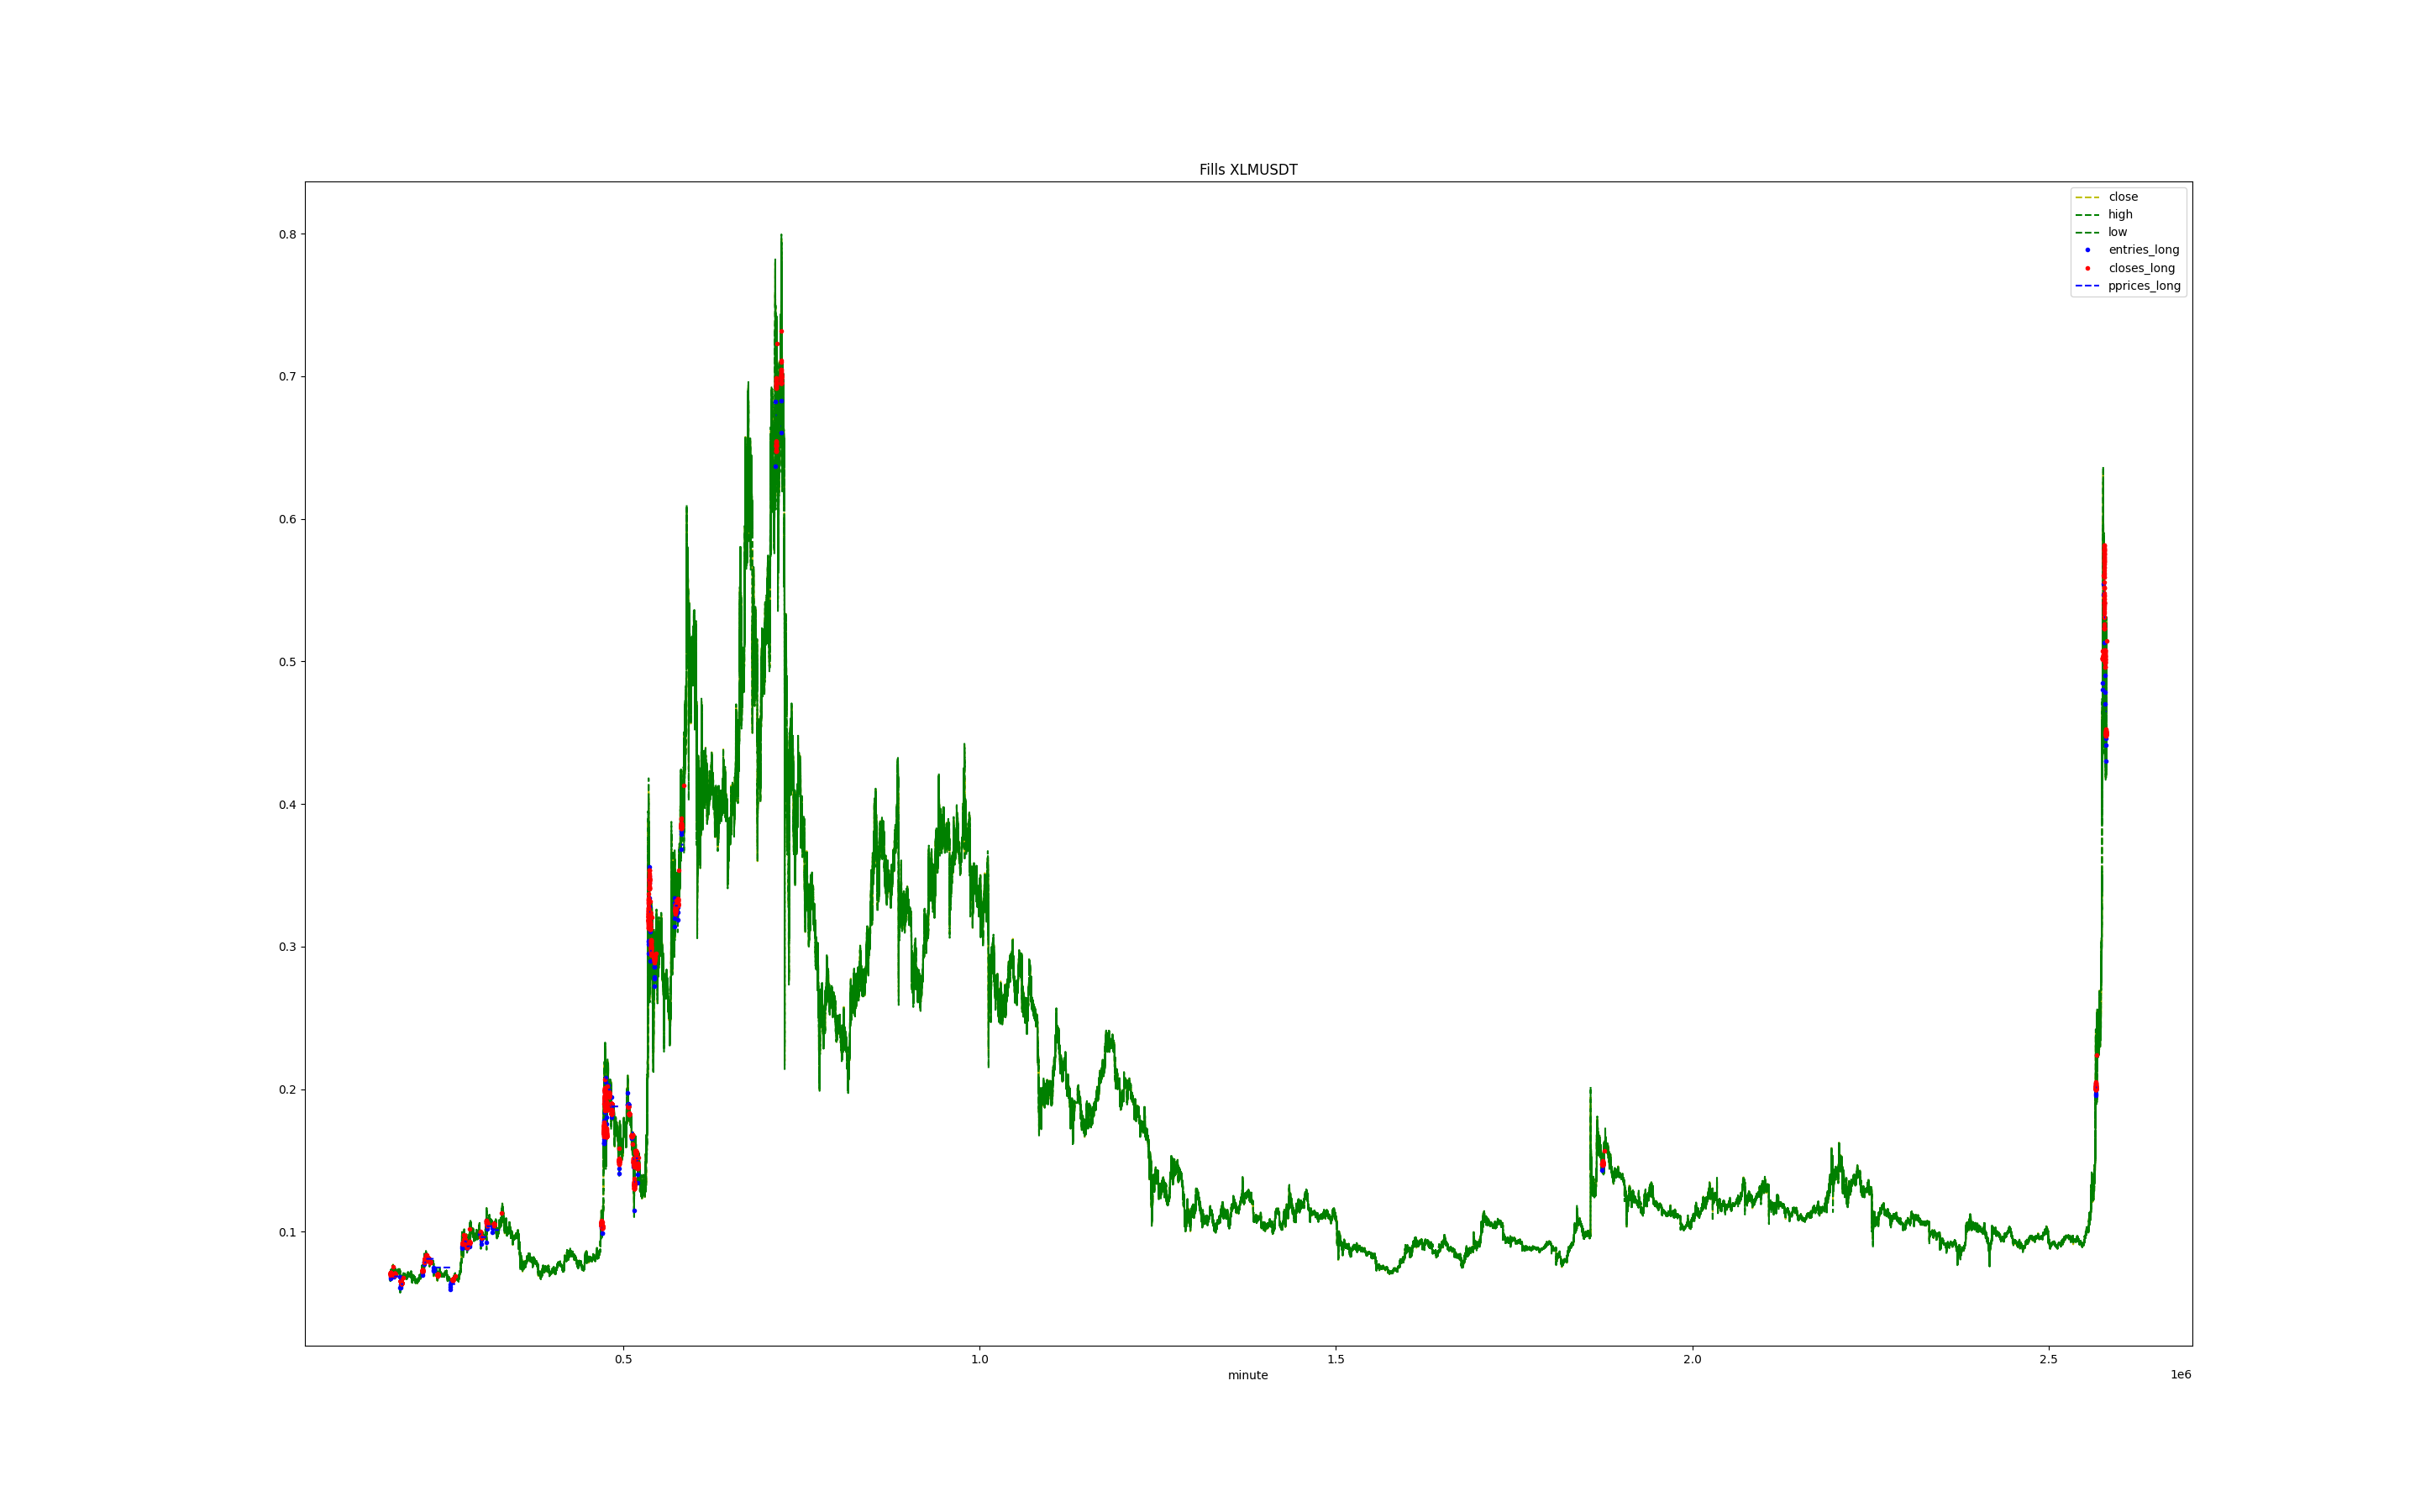 Fills XLMUSDT
close
high
low
entries_long
closes_long
pprices_long
0.8
0.7
0.6
0.5
0.4
0.3
0.2
0.1
0.5 1.0 1.5 2.0 2.5
1e6
minute